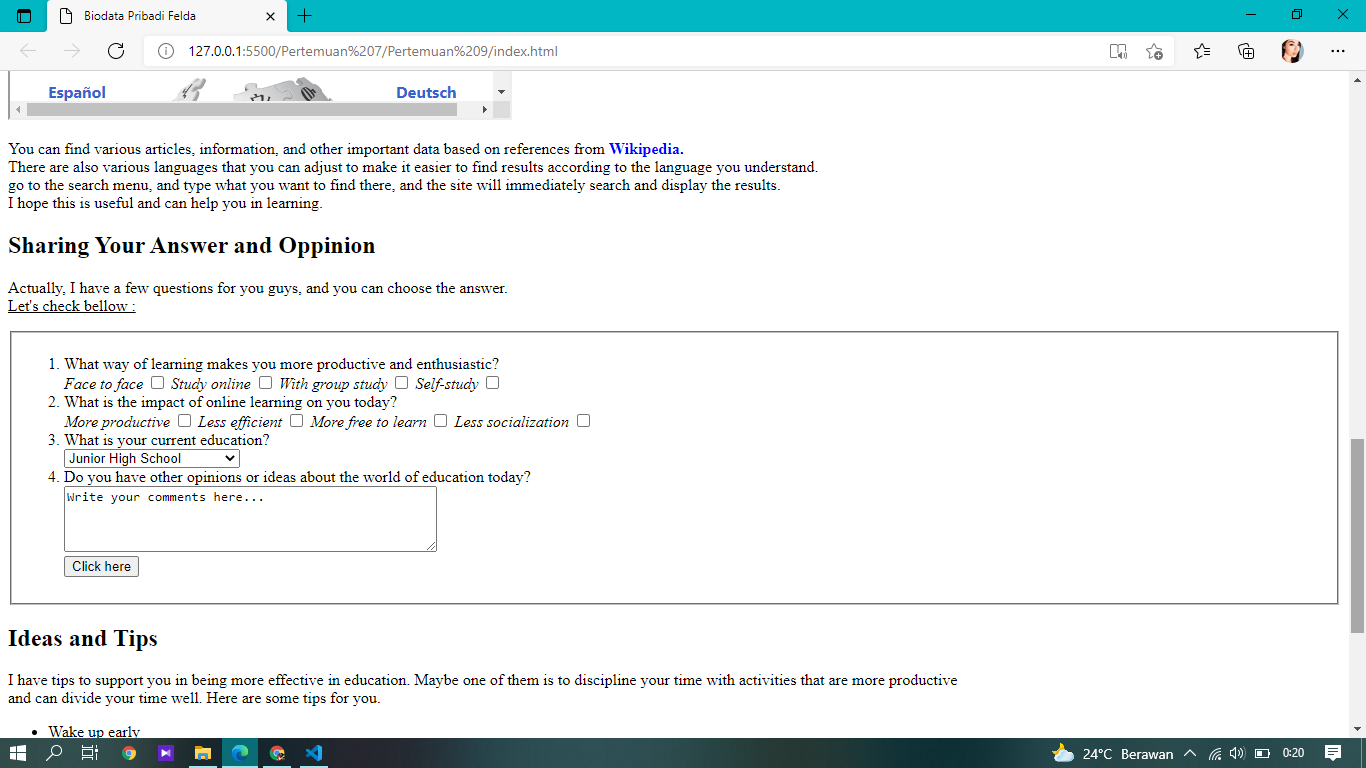 Biodata Pribadi Felda
127.0.0.1:5500/Pertemuan%207/Pertemuan%209/index.html
Español Deutsch
You can find various articles, information, and other important data based on references from Wikipedia.
There are also various languages that you can adjust to make it easier to find results according to the language you understand.
go to the search menu, and type what you want to find there, and the site will immediately search and display the results.
I hope this is useful and can help you in learning.
Sharing Your Answer and Oppinion
Actually, I have a few questions for you guys, and you can choose the answer.
Let's check bellow :
1. What way of learning makes you more productive and enthusiastic?
Face to face Study online With group study Self-study
2. What is the impact of online learning on you today?
More productive Less efficient More free to learn Less socialization
3. What is your current education?
Junior High School
4. Do you have other opinions or ideas about the world of education today?
Write your comments here...
Click here
Ideas and Tips
I have tips to support you in being more effective in education. Maybe one of them is to discipline your time with activities that are more productive
and can divide your time well. Here are some tips for you.
• Wake up early
24°C Berawan 0:20